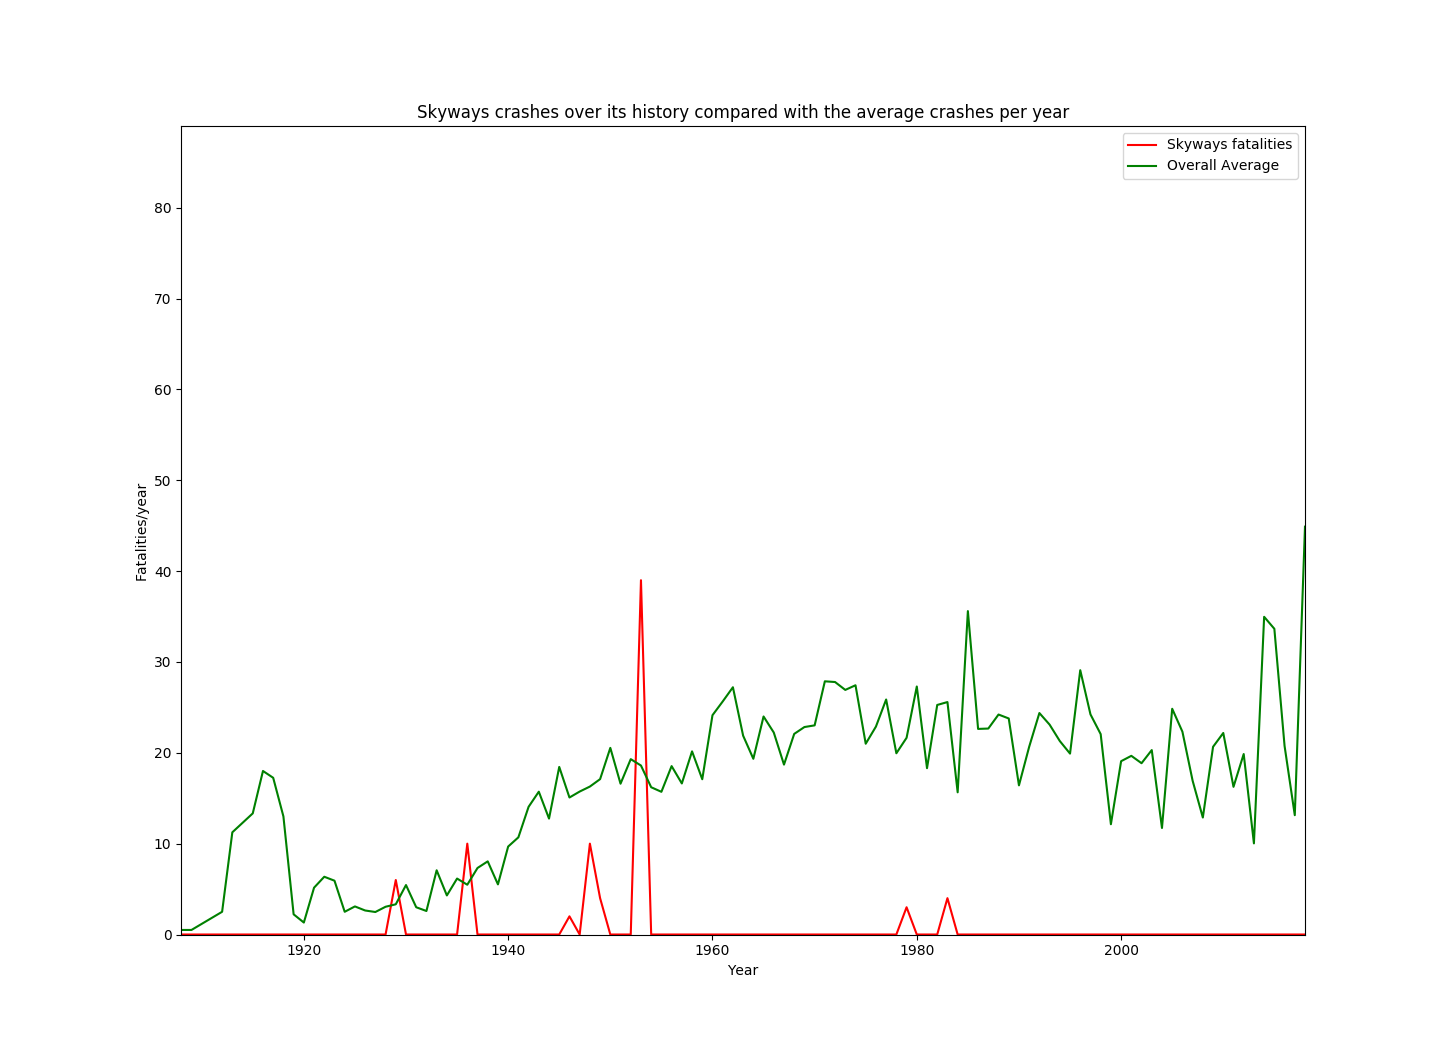 Skyways crashes over its history compared with the average crashes per year
Skyways fatalities
Overall Average
80
70
60
50
40
30
20
10
0
Fatalities/year
1920 1940 1960 1980 2000
Year